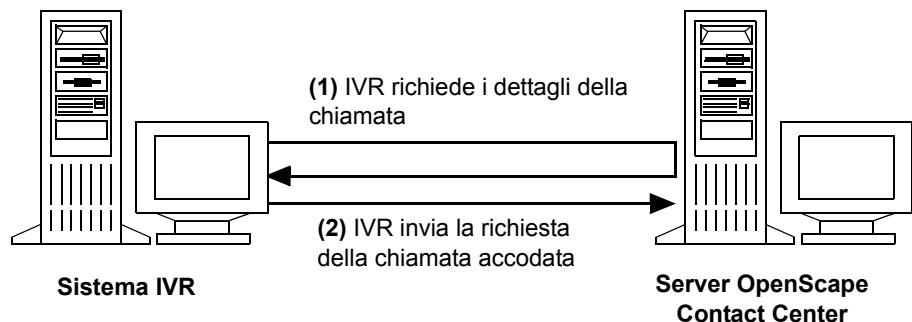 (1) IVR richiede i dettagli della
chiamata
(2) IVR invia la richiesta
della chiamata accodata
Sistema IVR
Server OpenScape
Contact Center